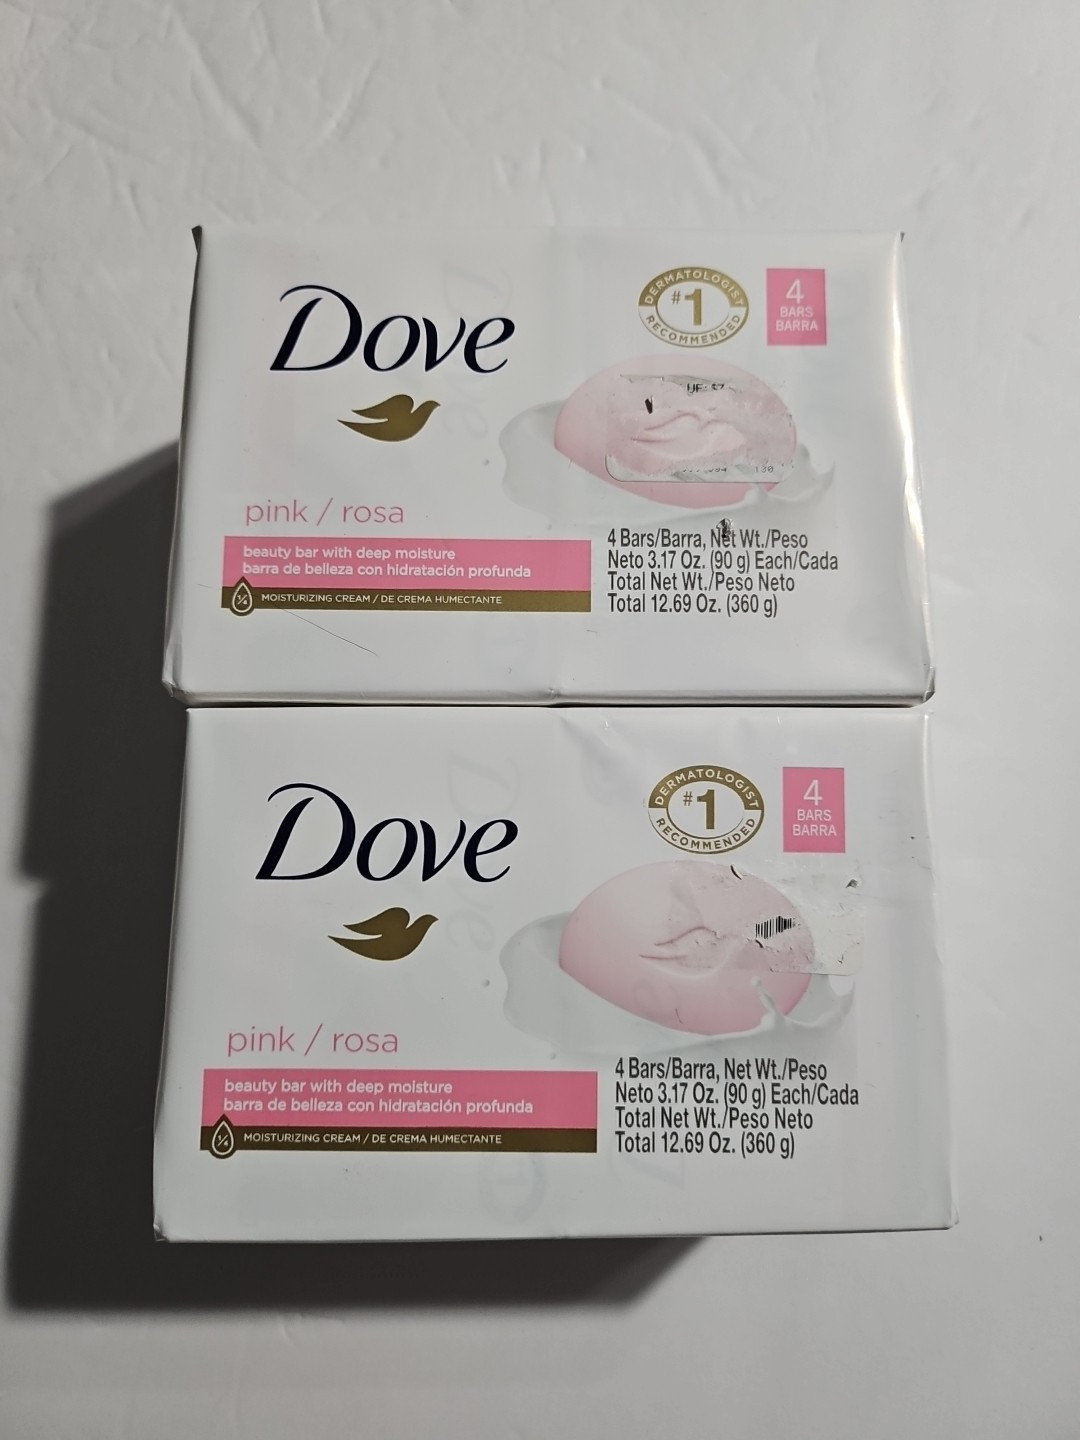 Dove
DERMATOLOGIST
#1
RECOMMENDED
4
BARS
BARRA
pink / rosa
beauty bar with deep moisture
barra de belleza con hidratación profunda
¼ MOISTURIZING CREAM / DE CREMA HUMECTANTE
4 Bars/Barra, Net Wt./Peso
Neto 3.17 Oz. (90 g) Each/Cada
Total Net Wt./Peso Neto
Total 12.69 Oz. (360 g)
Dove
DERMATOLOGIST
#1
RECOMMENDED
4
BARS
BARRA
pink / rosa
beauty bar with deep moisture
barra de belleza con hidratación profunda
¼ MOISTURIZING CREAM / DE CREMA HUMECTANTE
4 Bars/Barra, Net Wt./Peso
Neto 3.17 Oz. (90 g) Each/Cada
Total Net Wt./Peso Neto
Total 12.69 Oz. (360 g)